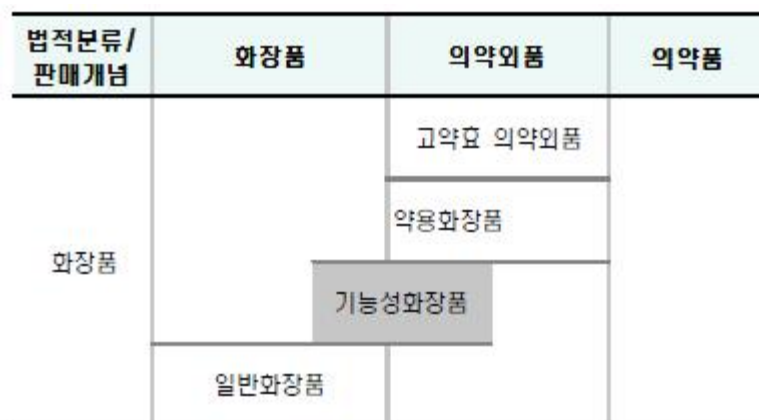 법적분류/
판매개념
화장품
의약외품
의약품
고약효 의약외품
약용화장품
화장품
기능성화장품
일반화장품